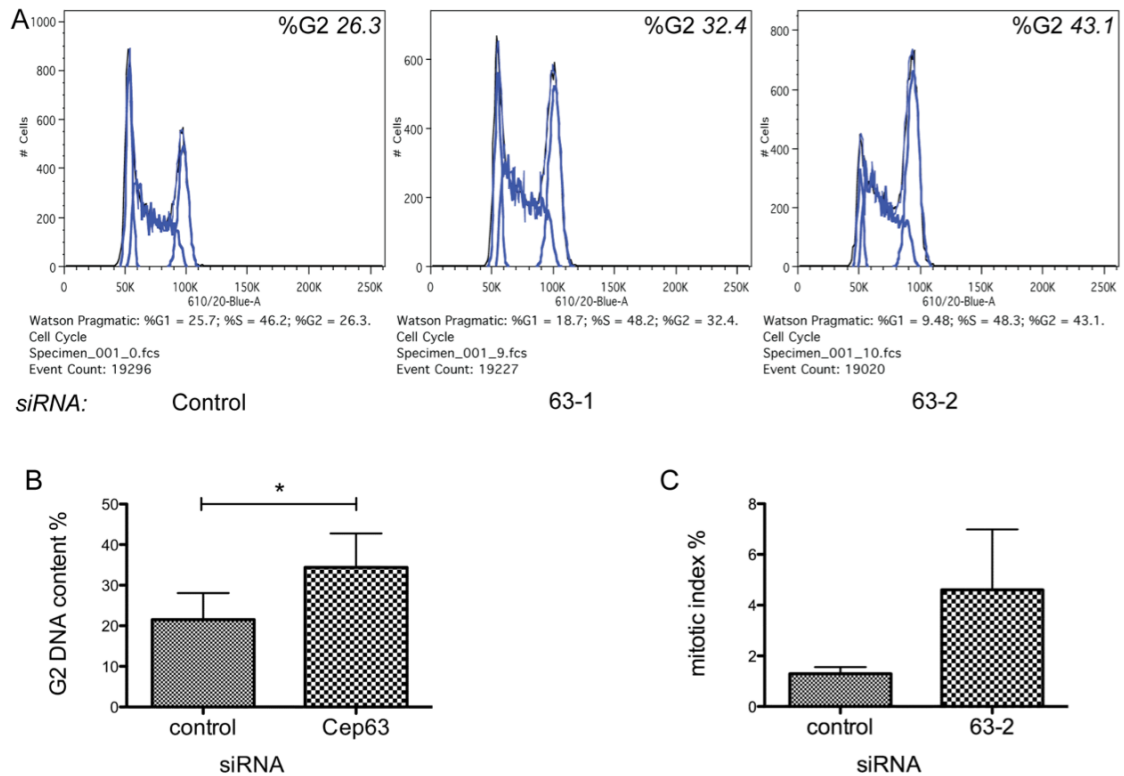 A
%G2 26.3
1000
800
600
400
200
0
# Cells
0 50K 100K 150K 200K 250K
610/20-Blue-A
Watson Pragmatic: %G1 = 25.7; %S = 46.2; %G2 = 26.3.
Cell Cycle
Specimen_001_0.fcs
Event Count: 19296
%G2 32.4
600
400
200
0
# Cells
0 50K 100K 150K 200K 250K
610/20-Blue-A
Watson Pragmatic: %G1 = 18.7; %S = 48.2; %G2 = 32.4.
Cell Cycle
Specimen_001_9.fcs
Event Count: 19227
%G2 43.1
800
600
400
200
0
# Cells
0 50K 100K 150K 200K 250K
610/20-Blue-A
Watson Pragmatic: %G1 = 9.48; %S = 48.3; %G2 = 43.1.
Cell Cycle
Specimen_001_10.fcs
Event Count: 19020
siRNA: Control 63-1 63-2
B
G2 DNA content %
50
40
30
20
10
0
*
control Cep63
siRNA
C
mitotic index %
8
6
4
2
0
control 63-2
siRNA